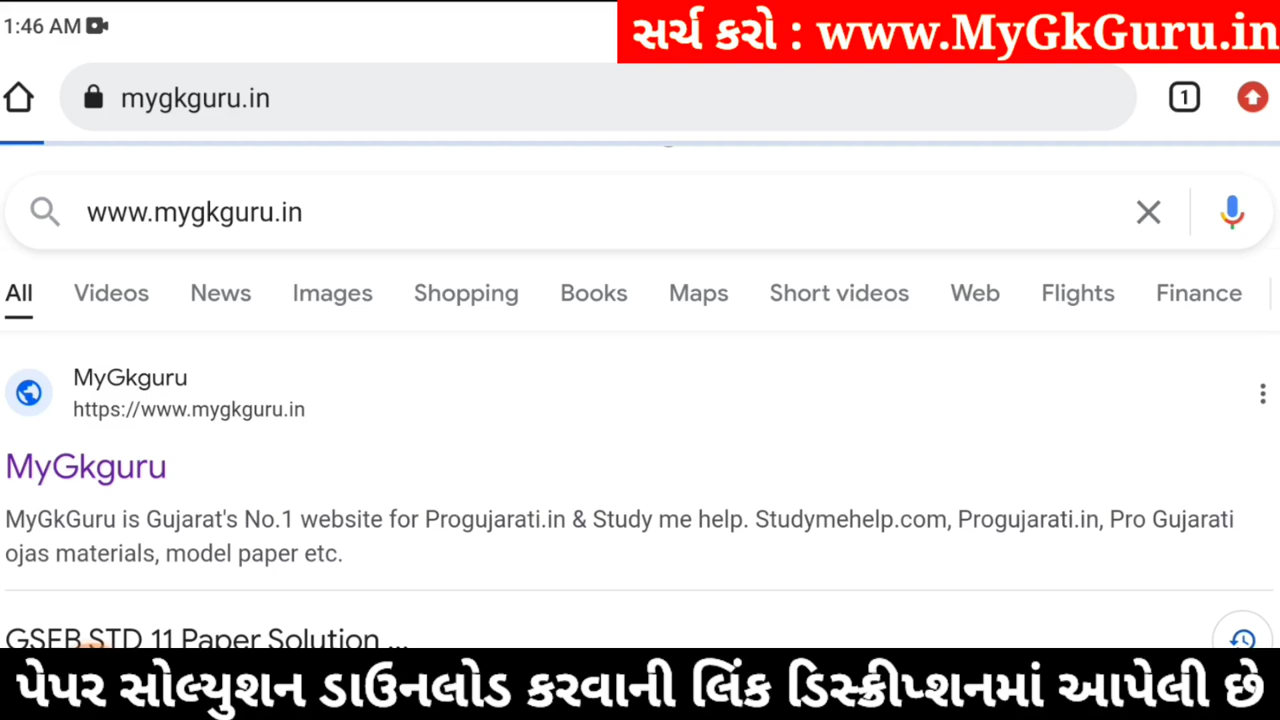 1:46 AM
સર્ચ કરો : www.MyGkGuru.in
mygkguru.in
1
www.mygkguru.in
All Videos News Images Shopping Books Maps Short videos Web Flights Finance
MyGkguru
https://www.mygkguru.in
MyGkguru
MyGkGuru is Gujarat's No.1 website for Progujarati.in & Study me help. Studymehelp.com, Progujarati.in, Pro Gujarati
ojas materials, model paper etc.
GSEB STD 11 Paper Solution ...
પેપર સોલ્યુશન ડાઉનલોડ કરવાની લિંક ડિસ્ક્રીપ્શનમાં આપેલી છે